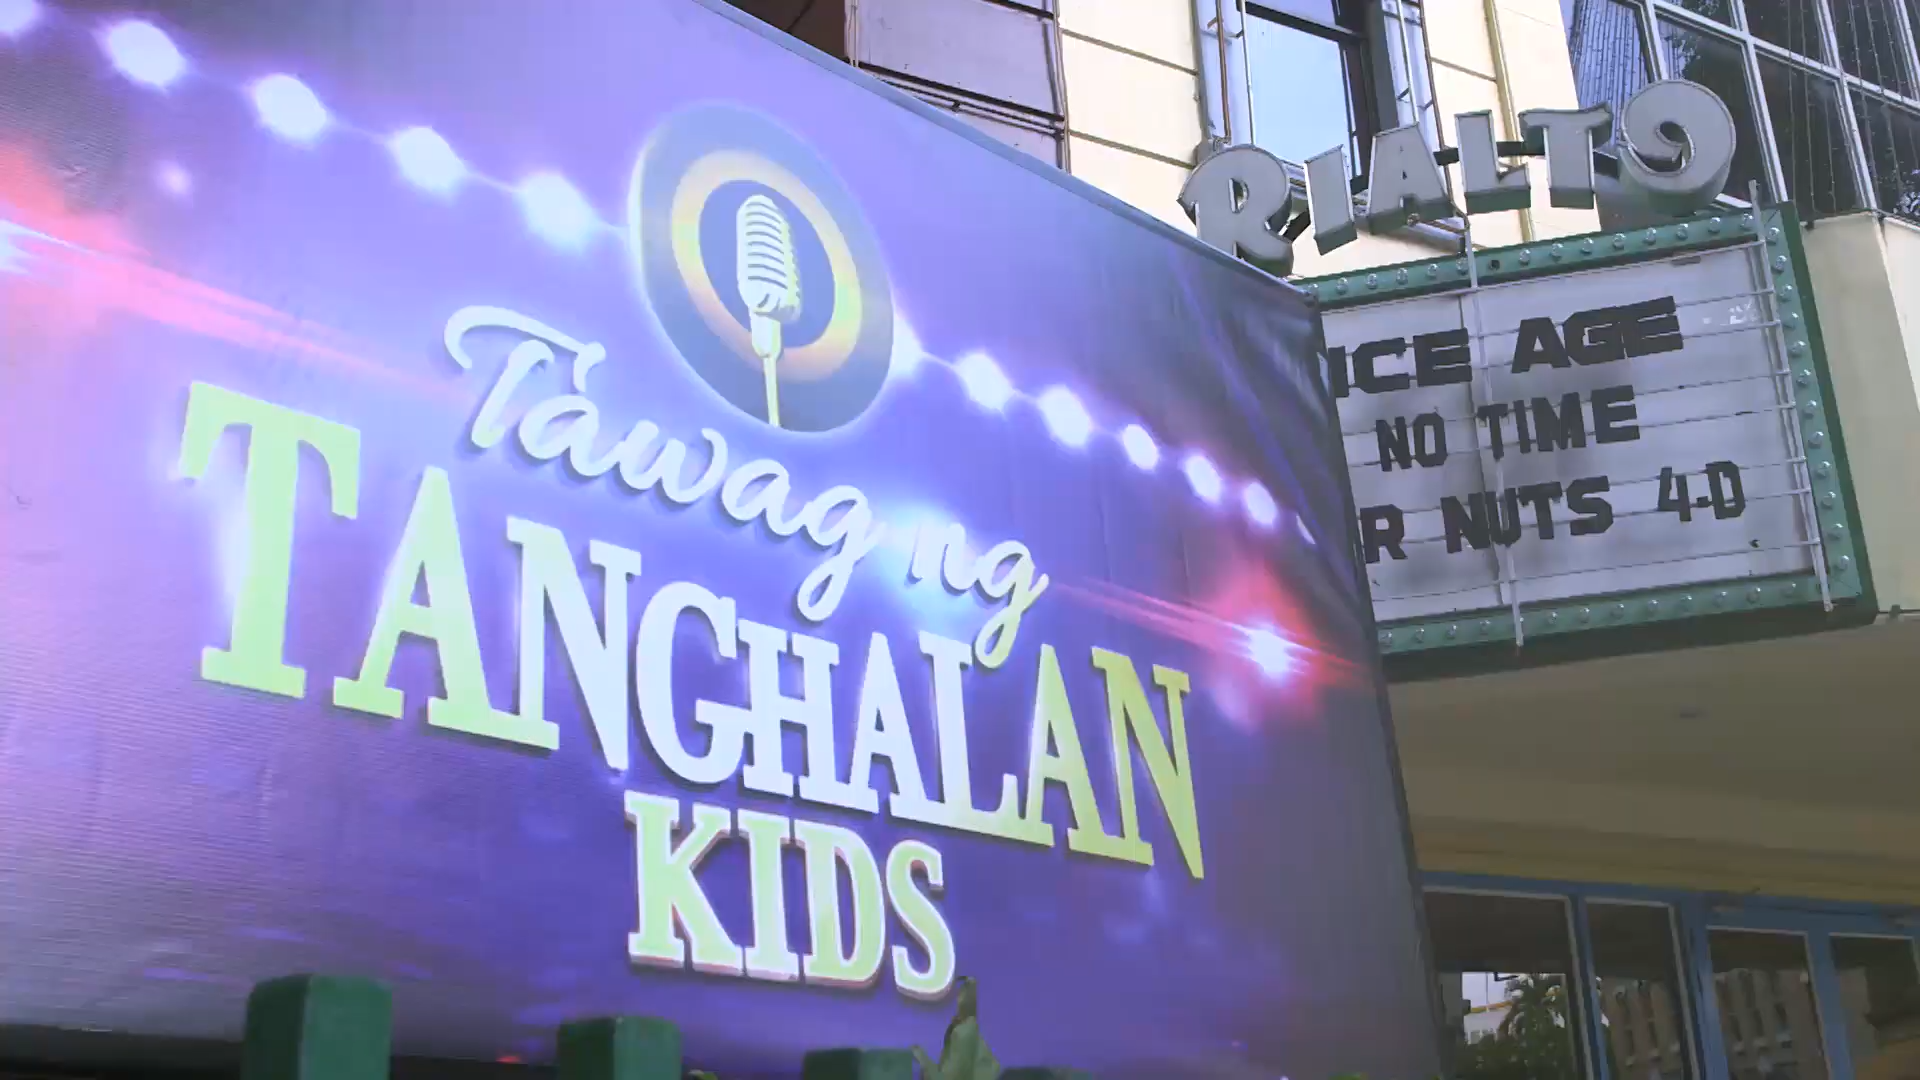 Tawag ng
TANGHALAN
KIDS
RIALTO
ICE AGE
NO TIME
R NUTS 4-D